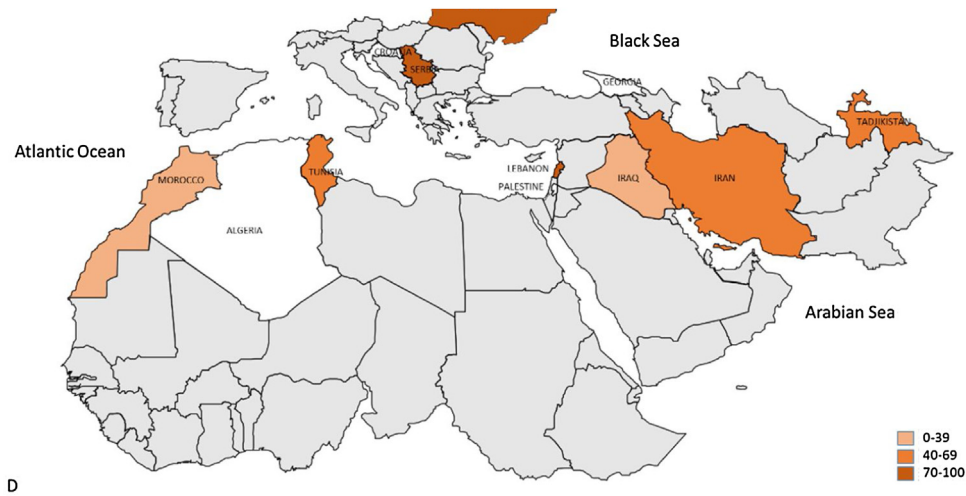 Black Sea
CROATIA
SERBIA
GEORGIA
TADJIKISTAN
Atlantic Ocean
LEBANON
MOROCCO
TUNISIA
PALESTINE
IRAQ
IRAN
ALGERIA
Arabian Sea
0-39
40-69
70-100
D